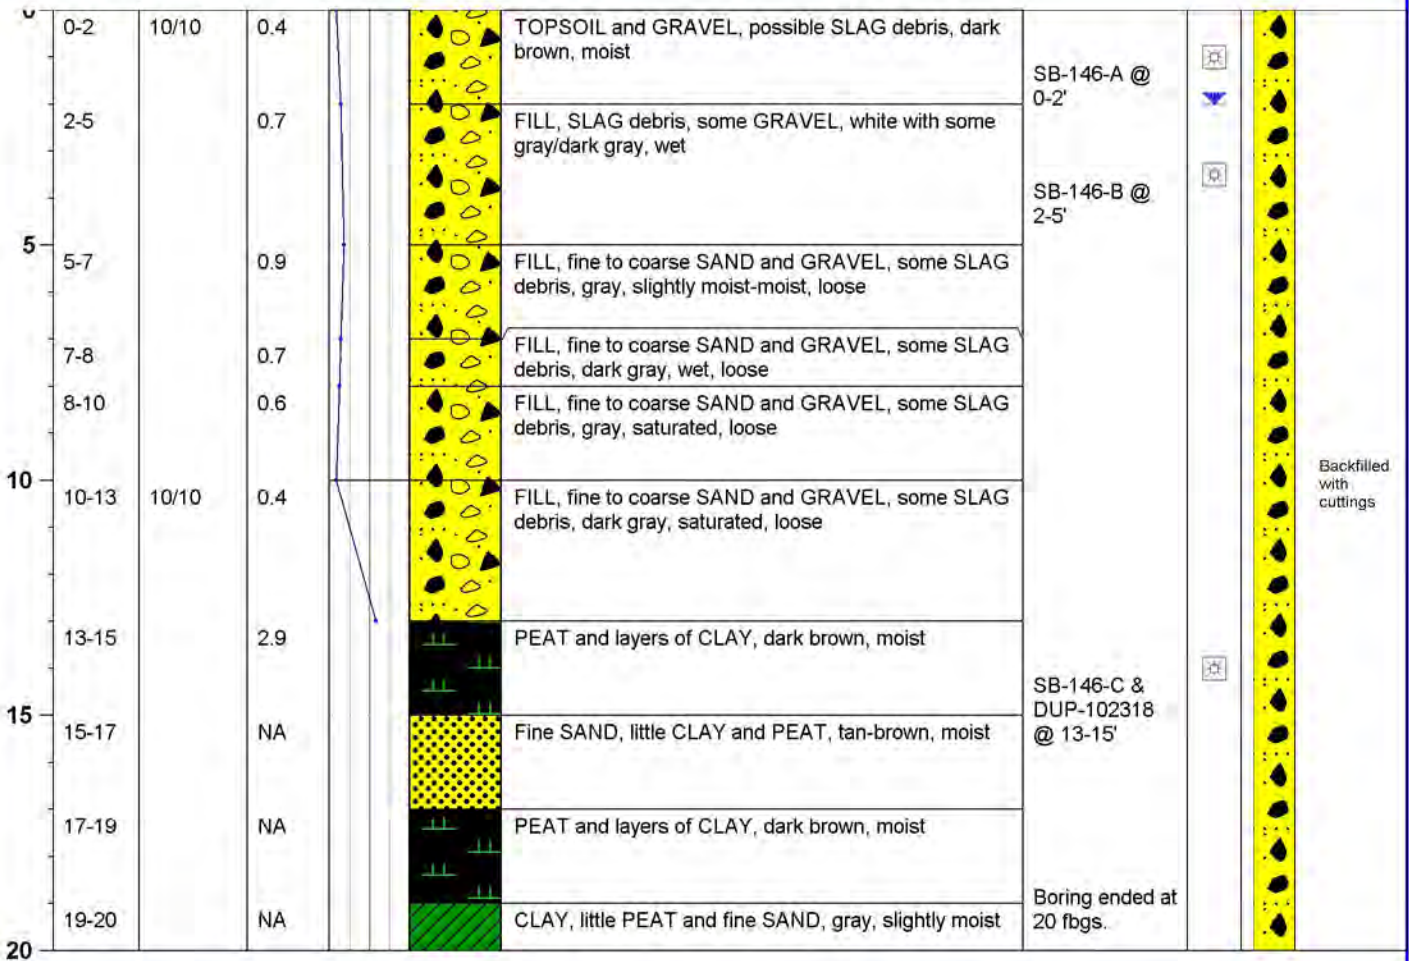 0
0-2 10/10 0.4 TOPSOIL and GRAVEL, possible SLAG debris, dark
brown, moist
SB-146-A @
0-2'
2-5 0.7 FILL, SLAG debris, some GRAVEL, white with some
gray/dark gray, wet
SB-146-B @
2-5'
5
5-7 0.9 FILL, fine to coarse SAND and GRAVEL, some SLAG
debris, gray, slightly moist-moist, loose
7-8 0.7 FILL, fine to coarse SAND and GRAVEL, some SLAG
debris, dark gray, wet, loose
8-10 0.6 FILL, fine to coarse SAND and GRAVEL, some SLAG
debris, gray, saturated, loose
10
10-13 10/10 0.4 FILL, fine to coarse SAND and GRAVEL, some SLAG
debris, dark gray, saturated, loose
Backfilled
with
cuttings
13-15 2.9 PEAT and layers of CLAY, dark brown, moist
SB-146-C &
DUP-102318
@ 13-15'
15
15-17 NA Fine SAND, little CLAY and PEAT, tan-brown, moist
17-19 NA PEAT and layers of CLAY, dark brown, moist
19-20 NA CLAY, little PEAT and fine SAND, gray, slightly moist
Boring ended at
20 fbgs.
20